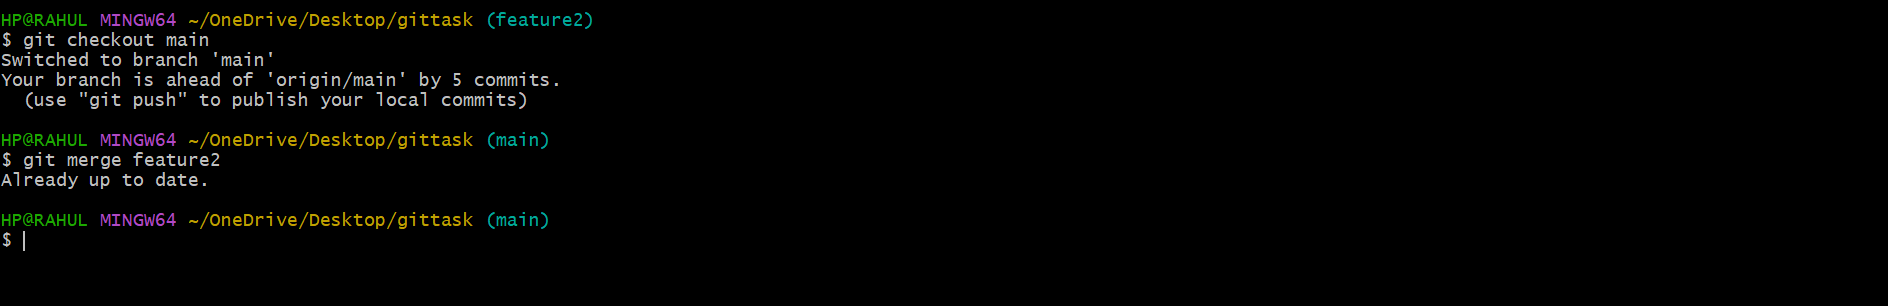 HP@RAHUL MINGW64 ~/OneDrive/Desktop/gittask (feature2)
$ git checkout main
Switched to branch 'main'
Your branch is ahead of 'origin/main' by 5 commits.
  (use "git push" to publish your local commits)
HP@RAHUL MINGW64 ~/OneDrive/Desktop/gittask (main)
$ git merge feature2
Already up to date.
HP@RAHUL MINGW64 ~/OneDrive/Desktop/gittask (main)
$